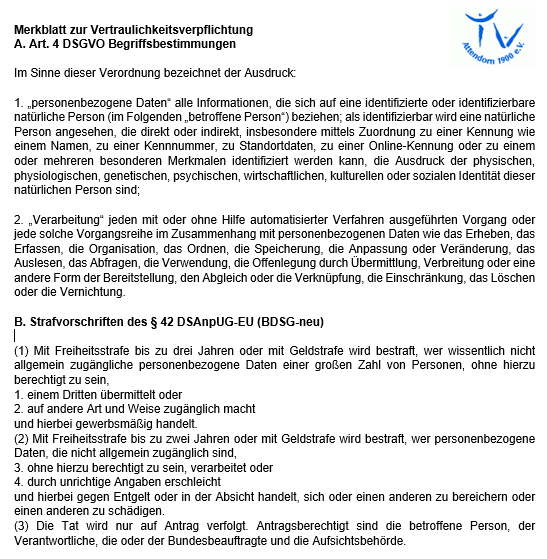 Merkblatt zur Vertraulichkeitsverpflichtung
A. Art. 4 DSGVO Begriffsbestimmungen
TV
Attendorn 1900 e.V.
Im Sinne dieser Verordnung bezeichnet der Ausdruck:
1. „personenbezogene Daten“ alle Informationen, die sich auf eine identifizierte oder identifizierbare
natürliche Person (im Folgenden „betroffene Person“) beziehen; als identifizierbar wird eine natürliche
Person angesehen, die direkt oder indirekt, insbesondere mittels Zuordnung zu einer Kennung wie
einem Namen, zu einer Kennnummer, zu Standortdaten, zu einer Online-Kennung oder zu einem
oder mehreren besonderen Merkmalen identifiziert werden kann, die Ausdruck der physischen,
physiologischen, genetischen, psychischen, wirtschaftlichen, kulturellen oder sozialen Identität dieser
natürlichen Person sind;
2. „Verarbeitung“ jeden mit oder ohne Hilfe automatisierter Verfahren ausgeführten Vorgang oder
jede solche Vorgangsreihe im Zusammenhang mit personenbezogenen Daten wie das Erheben, das
Erfassen, die Organisation, das Ordnen, die Speicherung, die Anpassung oder Veränderung, das
Auslesen, das Abfragen, die Verwendung, die Offenlegung durch Übermittlung, Verbreitung oder eine
andere Form der Bereitstellung, den Abgleich oder die Verknüpfung, die Einschränkung, das Löschen
oder die Vernichtung.
B. Strafvorschriften des § 42 DSAnpUG-EU (BDSG-neu)
(1) Mit Freiheitsstrafe bis zu drei Jahren oder mit Geldstrafe wird bestraft, wer wissentlich nicht
allgemein zugängliche personenbezogene Daten einer großen Zahl von Personen, ohne hierzu
berechtigt zu sein,
1. einem Dritten übermittelt oder
2. auf andere Art und Weise zugänglich macht
und hierbei gewerbsmäßig handelt.
(2) Mit Freiheitsstrafe bis zu zwei Jahren oder mit Geldstrafe wird bestraft, wer personenbezogene
Daten, die nicht allgemein zugänglich sind,
3. ohne hierzu berechtigt zu sein, verarbeitet oder
4. durch unrichtige Angaben erschleicht
und hierbei gegen Entgelt oder in der Absicht handelt, sich oder einen anderen zu bereichern oder
einen anderen zu schädigen.
(3) Die Tat wird nur auf Antrag verfolgt. Antragsberechtigt sind die betroffene Person, der
Verantwortliche, die oder der Bundesbeauftragte und die Aufsichtsbehörde.